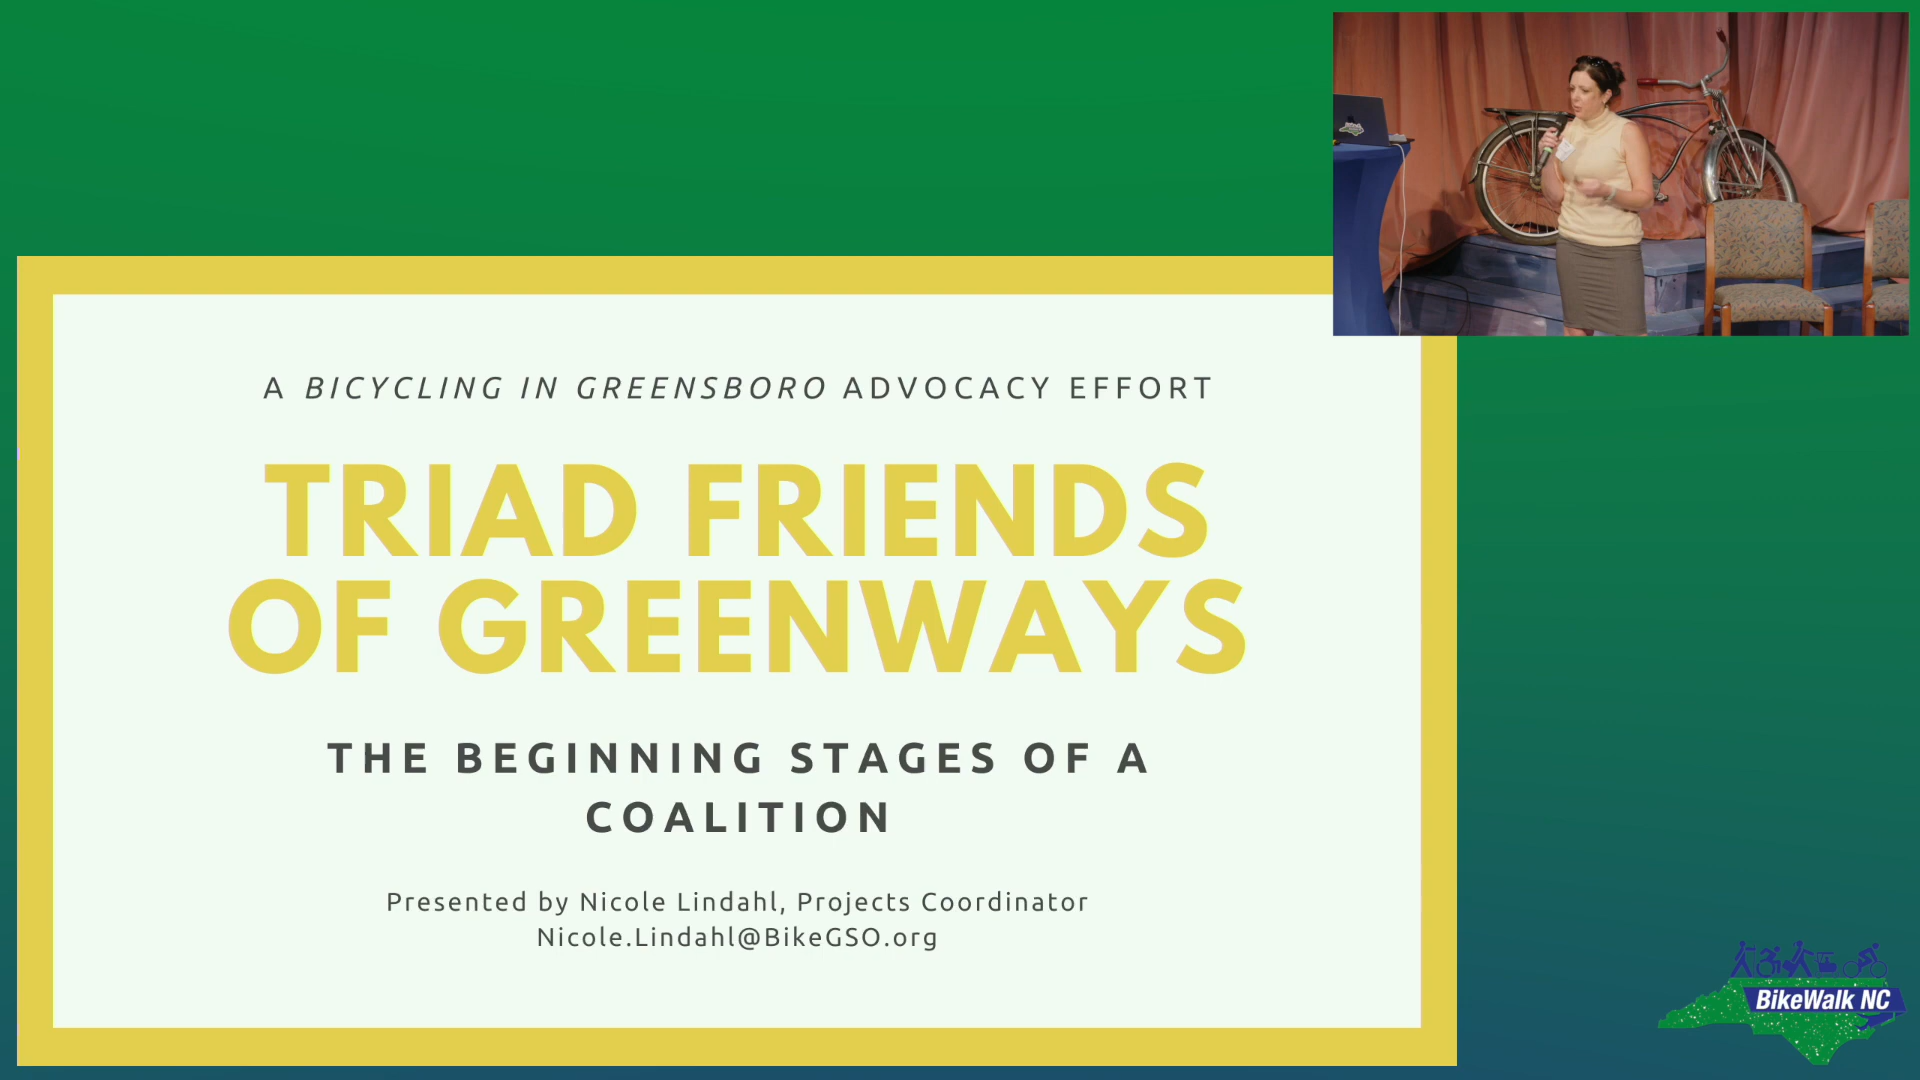 A BICYCLING IN GREENSBORO ADVOCACY EFFORT
TRIAD FRIENDS
OF GREENWAYS
THE BEGINNING STAGES OF A
COALITION
Presented by Nicole Lindahl, Projects Coordinator
Nicole.Lindahl@BikeGSO.org
BikeWalk NC